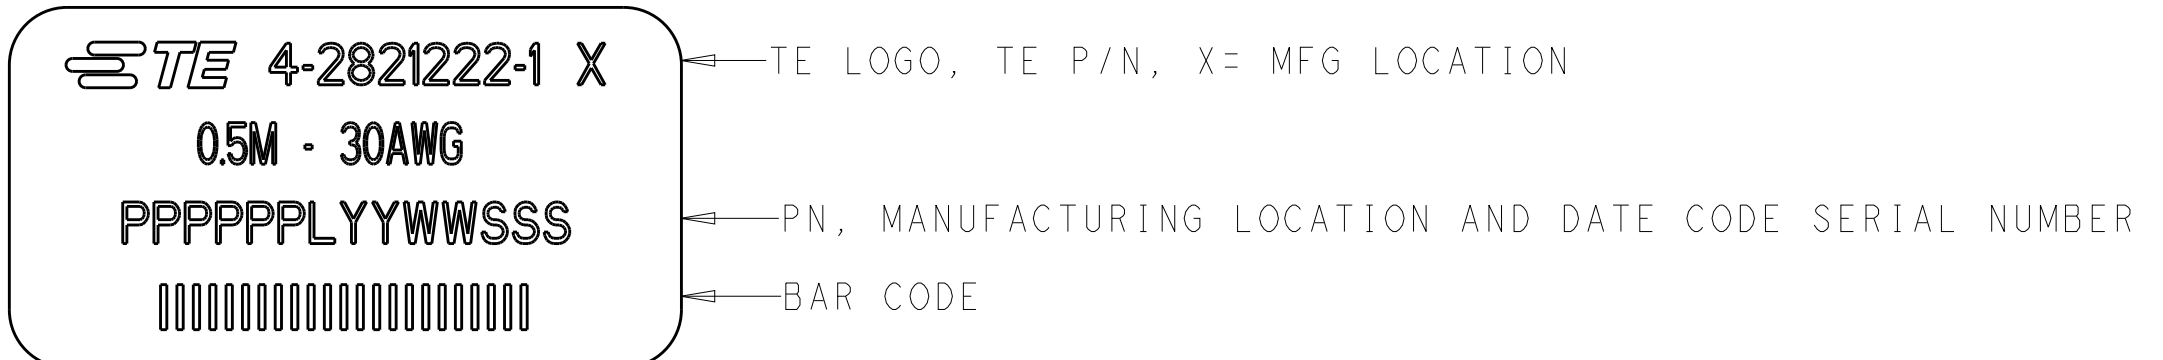 TE 4-2821222-1 X
TE LOGO, TE P/N, X= MFG LOCATION
0.5M - 30AWG
PPPPPPLYYWWSSS
PN, MANUFACTURING LOCATION AND DATE CODE SERIAL NUMBER
BAR CODE